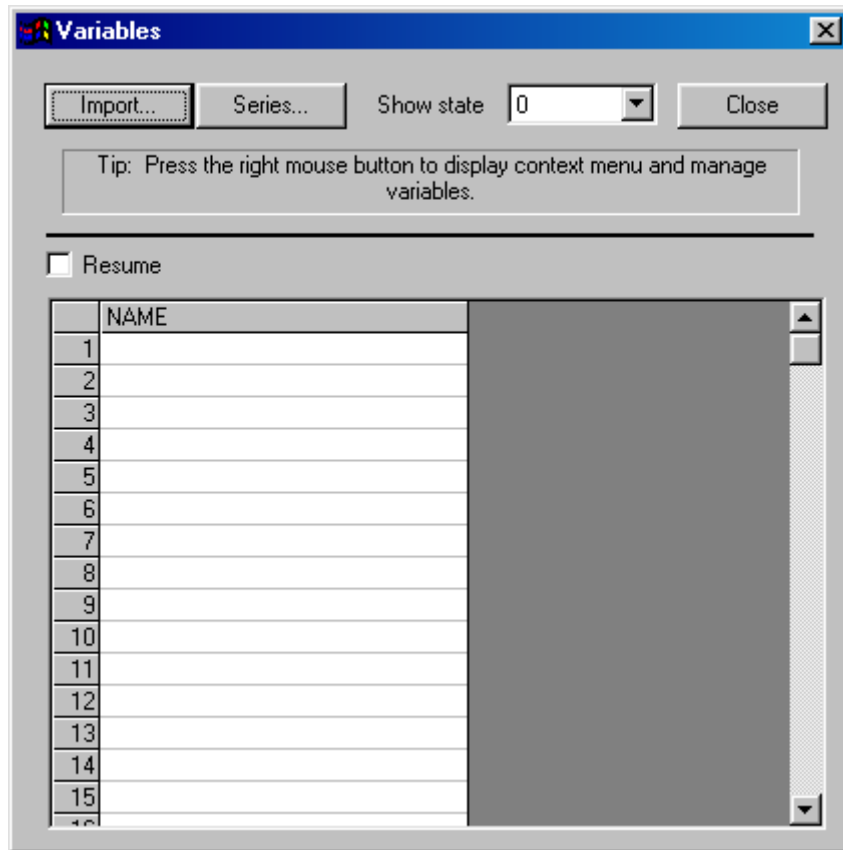 Variables
Import... Series... Show state 0 Close
Tip: Press the right mouse button to display context menu and manage
variables.
Resume
NAME
1
2
3
4
5
6
7
8
9
10
11
12
13
14
15